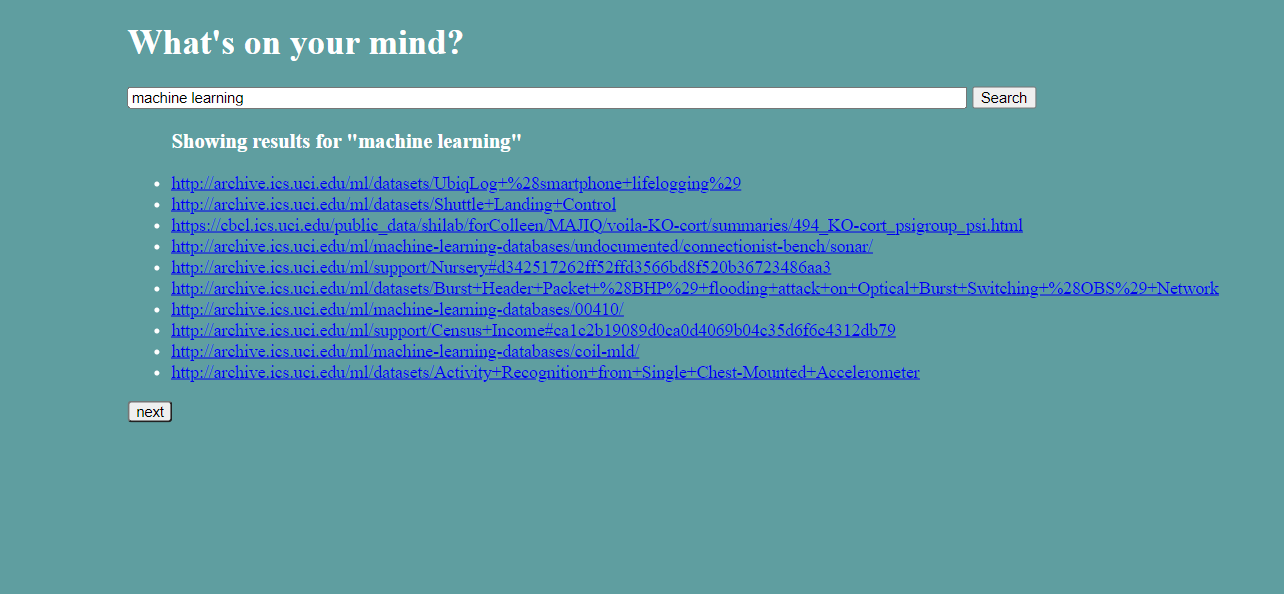 What's on your mind?
machine learning Search
Showing results for "machine learning"
http://archive.ics.uci.edu/ml/datasets/UbiqLog+%28smartphone+lifelogging%29
http://archive.ics.uci.edu/ml/datasets/Shuttle+Landing+Control
https://cbcl.ics.uci.edu/public_data/shilab/forColleen/MAJIQ/voila-KO-cort/summaries/494_KO-cort_psigroup_psi.html
http://archive.ics.uci.edu/ml/machine-learning-databases/undocumented/connectionist-bench/sonar/
http://archive.ics.uci.edu/ml/support/Nursery#d342517262ff52ffd3566bd8f520b36723486aa3
http://archive.ics.uci.edu/ml/datasets/Burst+Header+Packet+%28BHP%29+flooding+attack+on+Optical+Burst+Switching+%28OBS%29+Network
http://archive.ics.uci.edu/ml/machine-learning-databases/00410/
http://archive.ics.uci.edu/ml/support/Census+Income#ca1c2b19089d0ca0d4069b04c35d6f6c4312db79
http://archive.ics.uci.edu/ml/machine-learning-databases/coil-mld/
http://archive.ics.uci.edu/ml/datasets/Activity+Recognition+from+Single+Chest-Mounted+Accelerometer
next